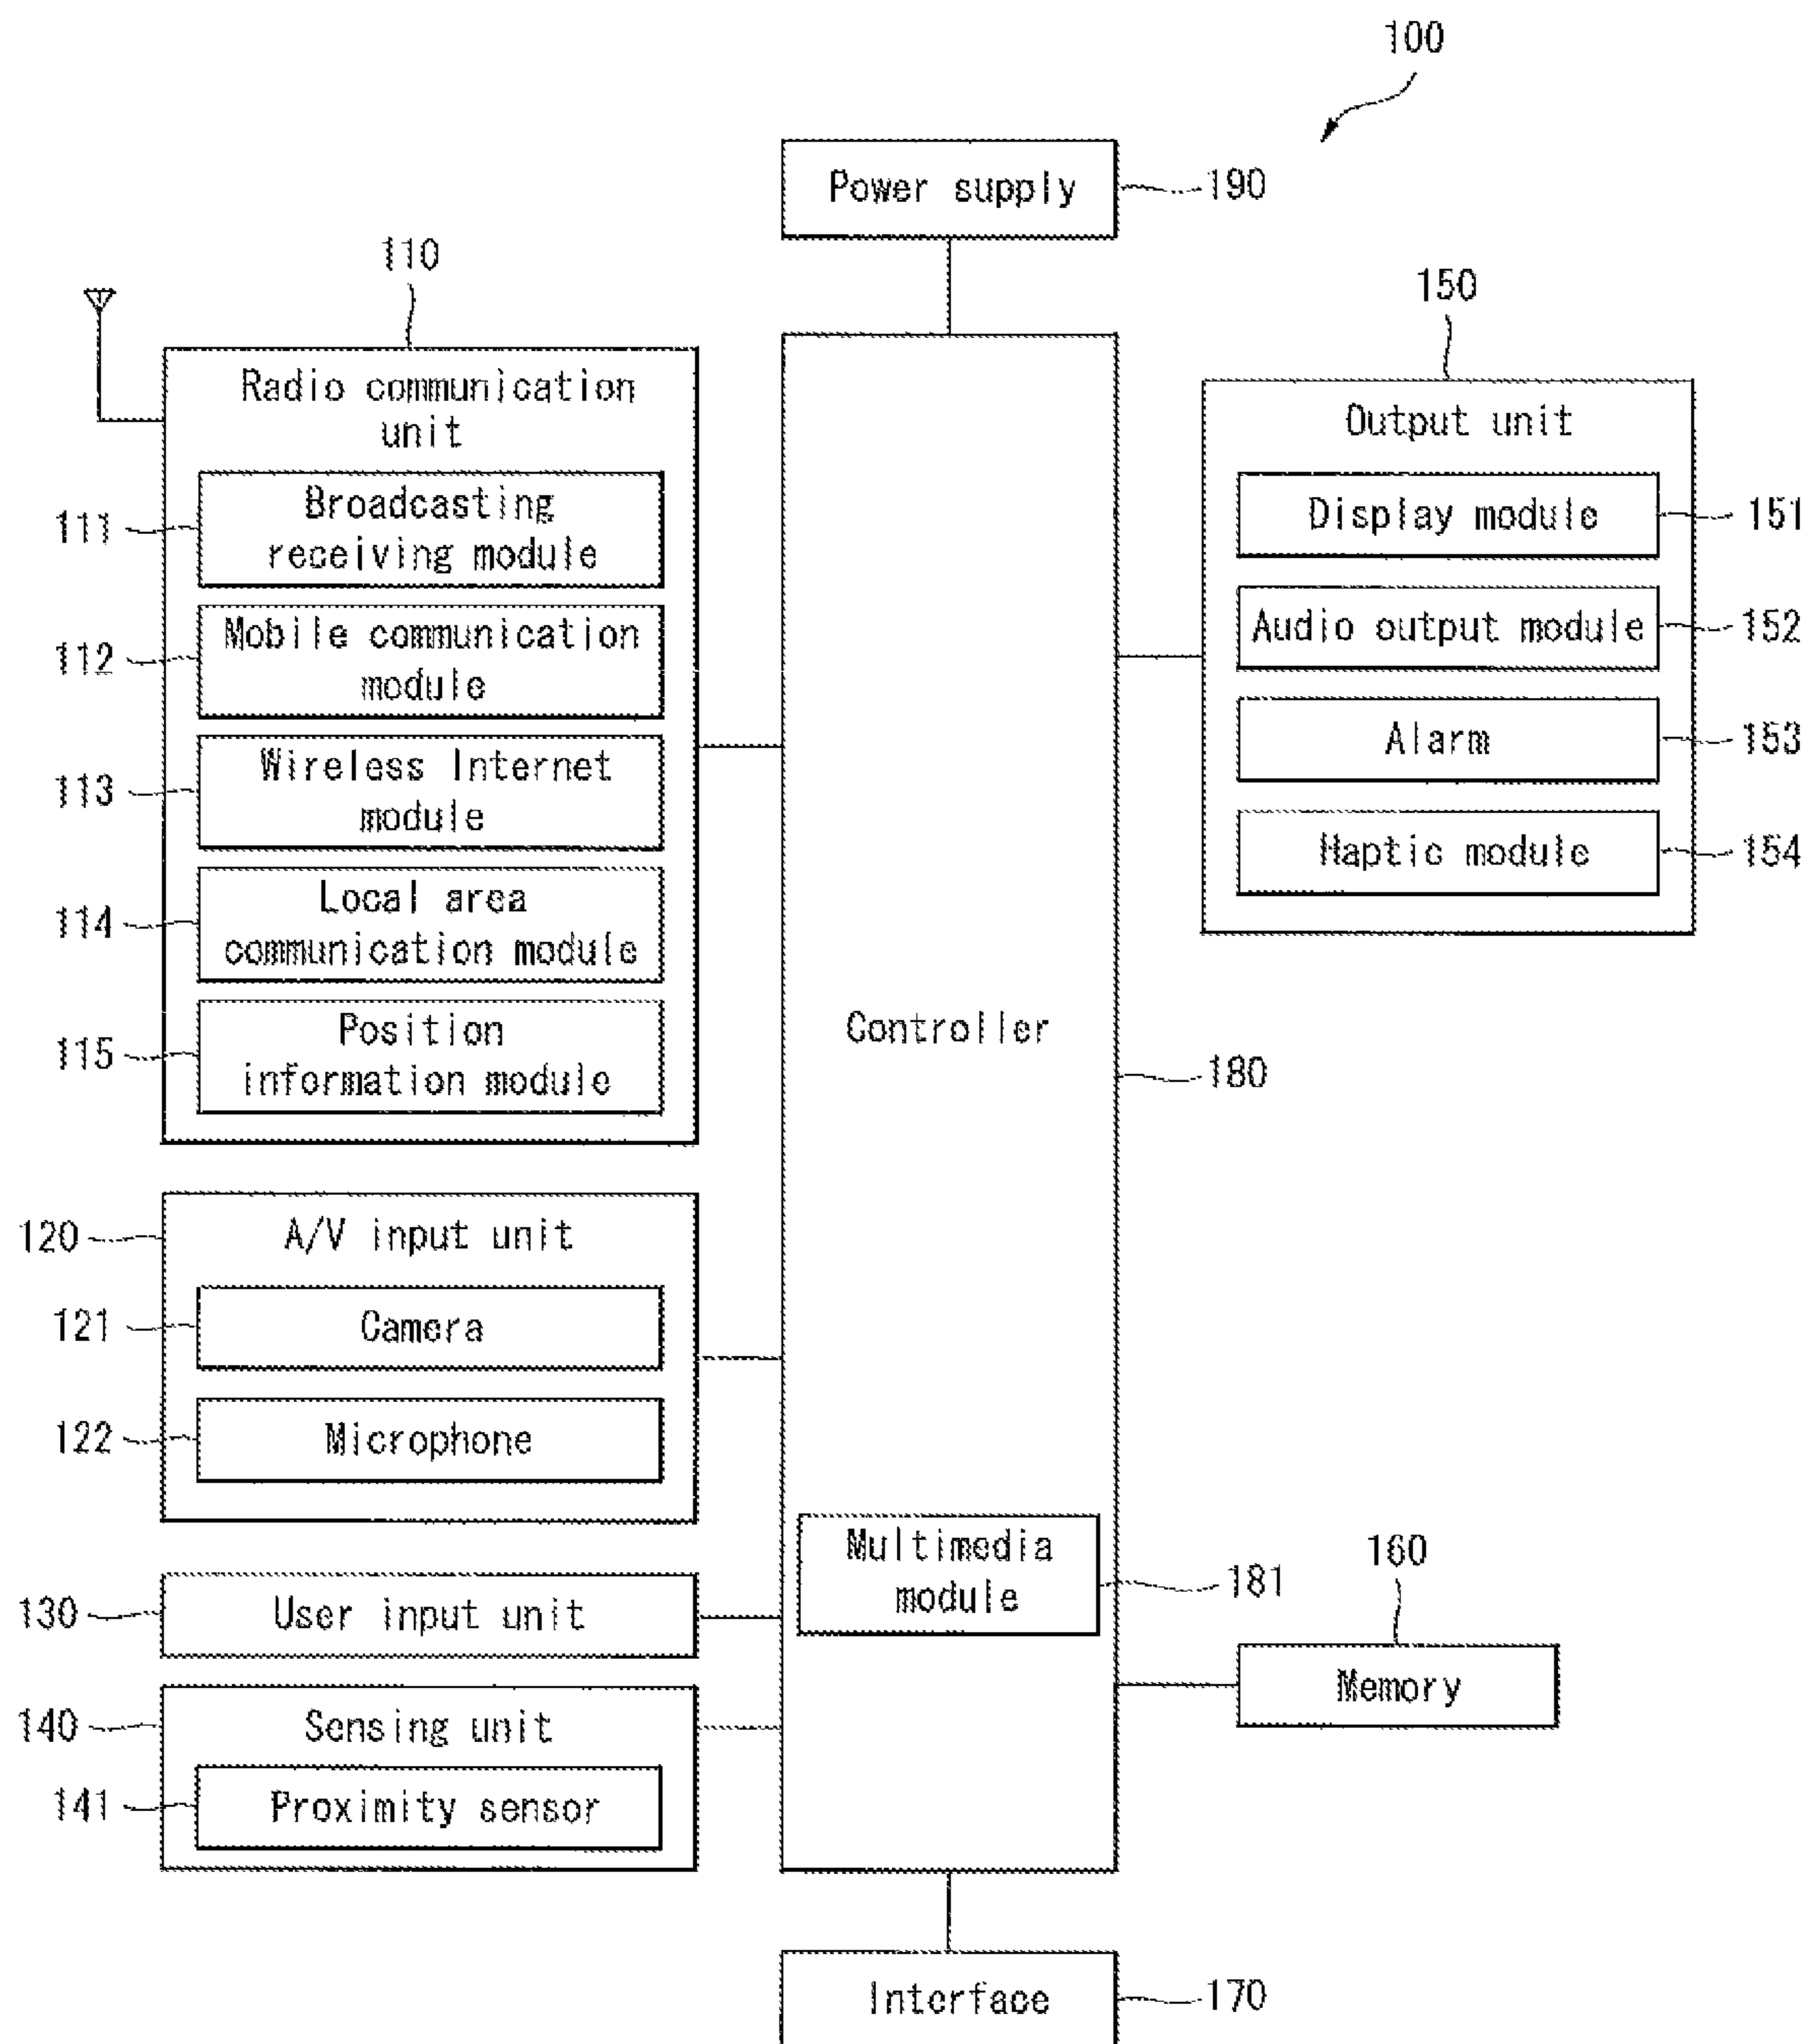 100
Power supply
190
110
Radio communication
unit
111
Broadcasting
receiving module
112
Mobile communication
module
113
Wireless Internet
module
114
Local area
communication module
115
Position
information module
150
Output unit
Display module
151
Audio output module
152
Alarm
153
Haptic module
154
Controller
180
120
A/V input unit
121
Camera
122
Microphone
Multimedia
module
181
130
User input unit
140
Sensing unit
141
Proximity sensor
160
Memory
Interface
170